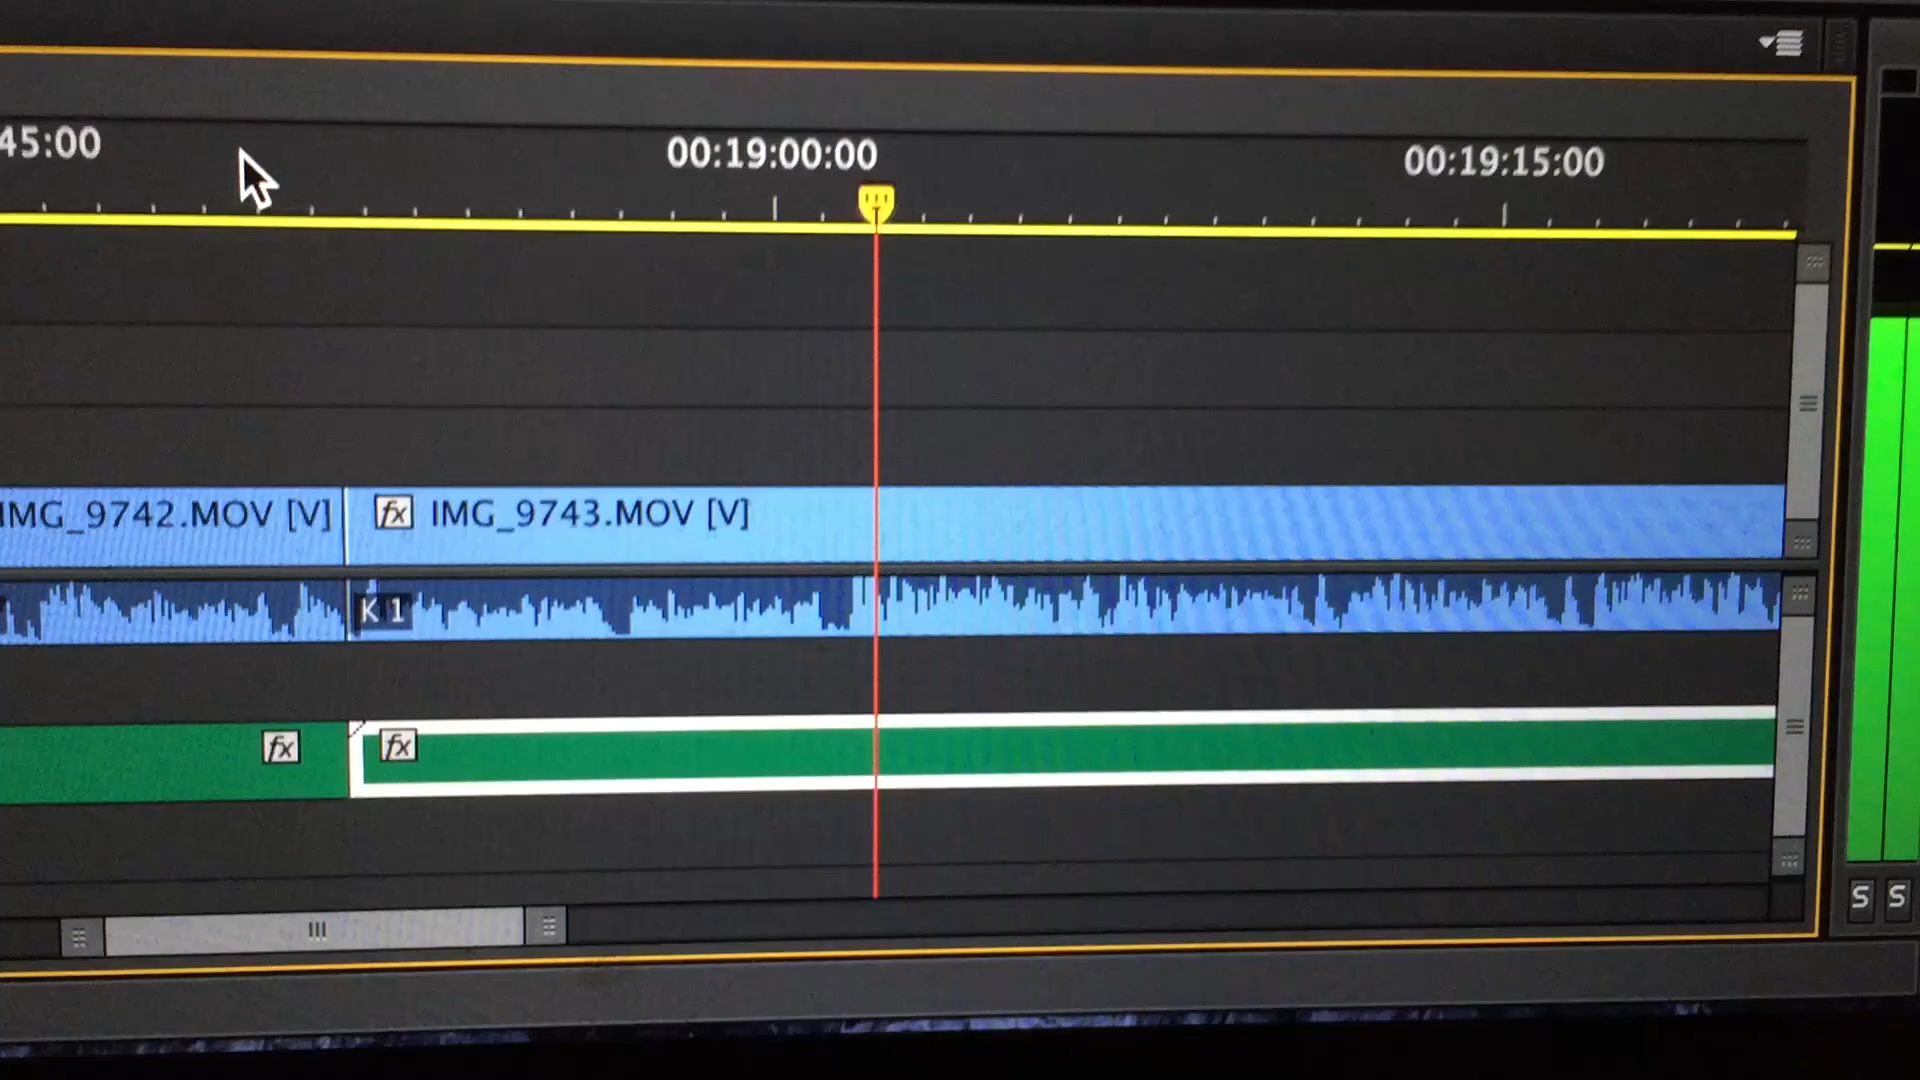 45:00 00:19:00:00 00:19:15:00
IMG_9742.MOV [V] fx IMG_9743.MOV [V]
K 1
fx fx
S S